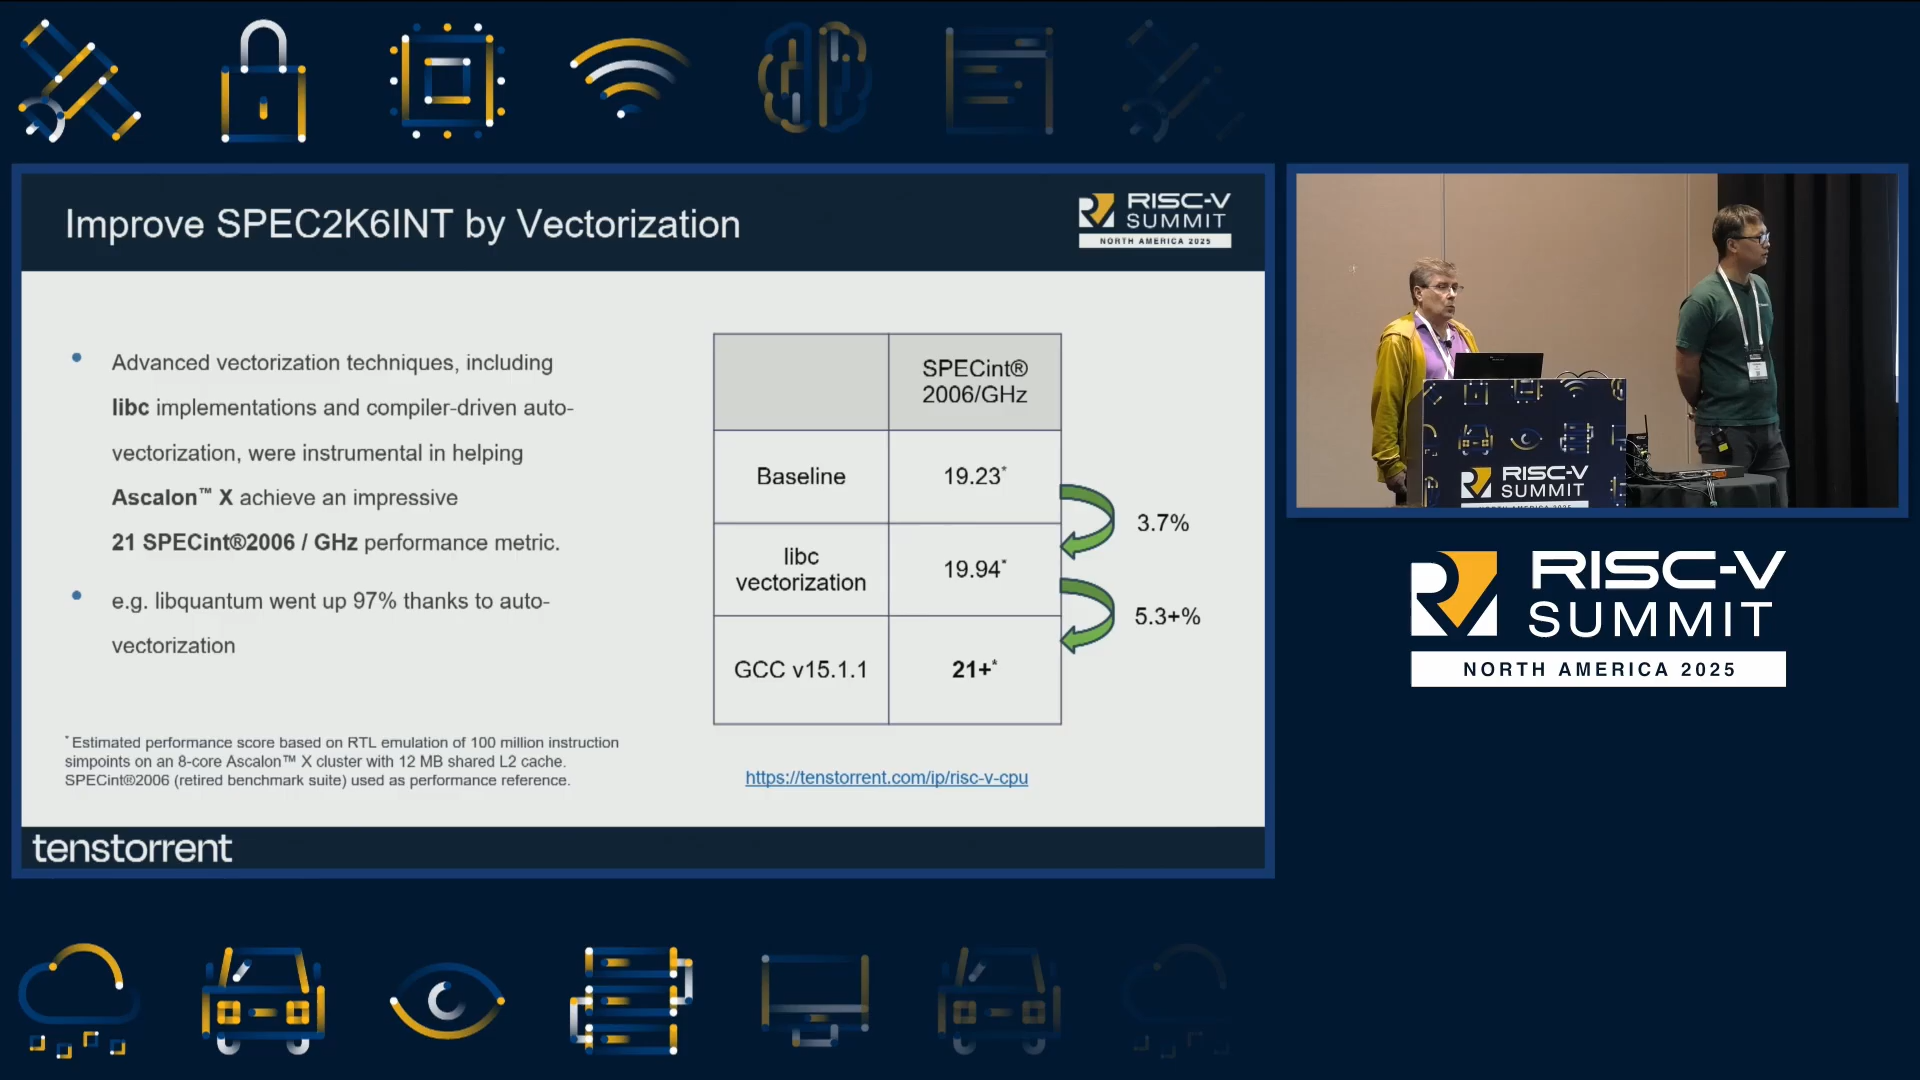 Improve SPEC2K6INT by Vectorization
RISC-V
SUMMIT
NORTH AMERICA 2025
• Advanced vectorization techniques, including
libc implementations and compiler-driven auto-
vectorization, were instrumental in helping
Ascalon™ X achieve an impressive
21 SPECint®2006 / GHz performance metric.
• e.g. libquantum went up 97% thanks to auto-
vectorization
SPECint®
2006/GHz
Baseline
19.23*
3.7%
libc
vectorization
19.94*
5.3+%
GCC v15.1.1
21+*
* Estimated performance score based on RTL emulation of 100 million instruction
simpoints on an 8-core Ascalon™ X cluster with 12 MB shared L2 cache.
SPECint®2006 (retired benchmark suite) used as performance reference.
https://tenstorrent.com/ip/risc-v-cpu
tenstorrent
RISC-V
SUMMIT
RISC-V
SUMMIT
NORTH AMERICA 2025